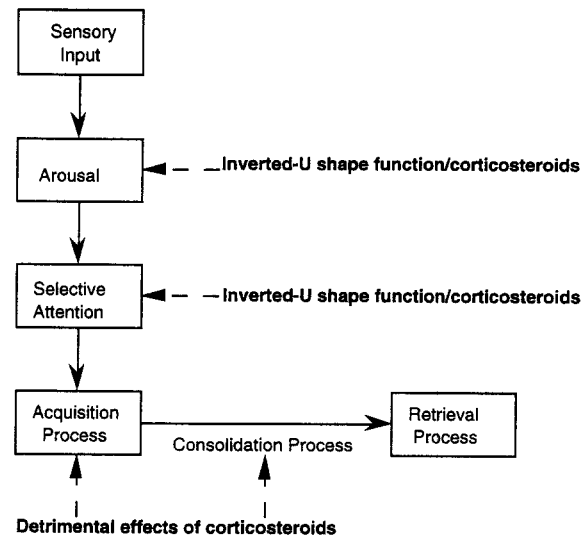 Sensory
Input
Arousal
Inverted-U shape function/corticosteroids
Selective
Attention
Inverted-U shape function/corticosteroids
Acquisition
Process
Consolidation Process
Retrieval
Process
Detrimental effects of corticosteroids